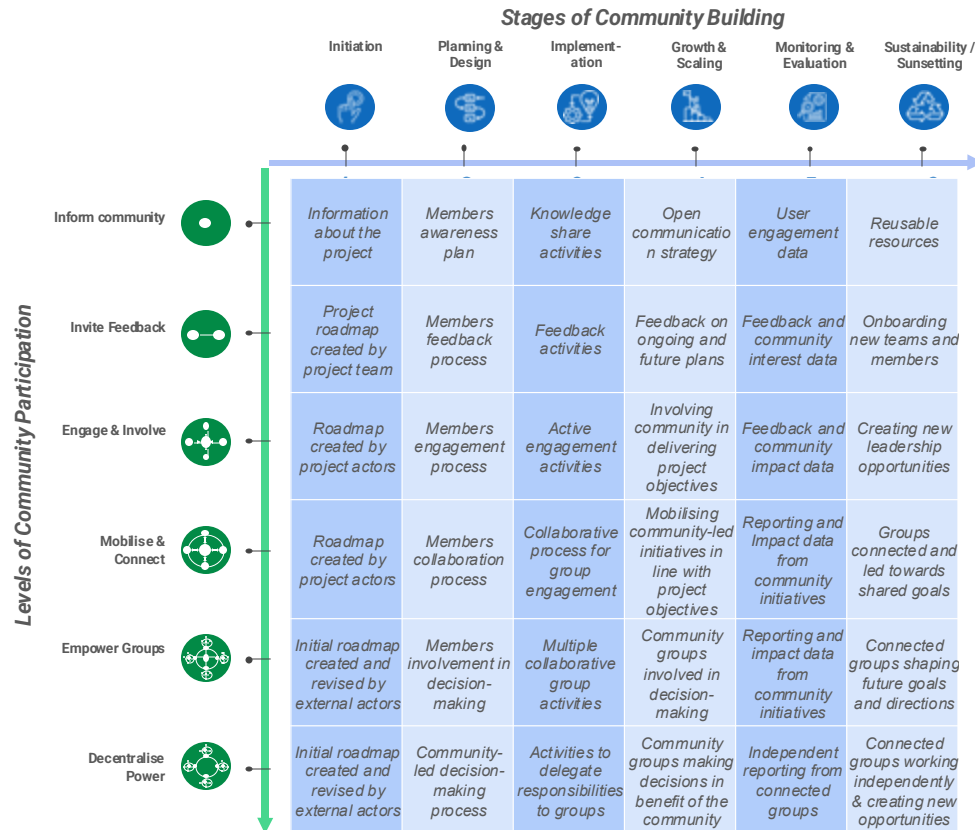 Stages of Community Building
Initiation
Planning &
Design
Implement-
ation
Growth &
Scaling
Monitoring &
Evaluation
Sustainability /
Sunsetting
Levels of Community Participation
Inform community
Information
about the
project
Members
awareness
plan
Knowledge
share
activities
Open
communicatio
n strategy
User
engagement
data
Reusable
resources
Invite Feedback
Project
roadmap
created by
project team
Members
feedback
process
Feedback
activities
Feedback on
ongoing and
future plans
Feedback and
community
interest data
Onboarding
new teams and
members
Engage & Involve
Roadmap
created by
project actors
Members
engagement
process
Active
engagement
activities
Involving
community in
delivering
project
objectives
Feedback and
community
impact data
Creating new
leadership
opportunities
Mobilise &
Connect
Roadmap
created by
project actors
Members
collaboration
process
Collaborative
process for
group
engagement
Mobilising
community-led
initiatives in
line with
project
objectives
Reporting and
Impact data
from
community
initiatives
Groups
connected and
led towards
shared goals
Empower Groups
Initial roadmap
created and
revised by
external actors
Members
involvement in
decision-
making
Multiple
collaborative
group
activities
Community
groups
involved in
decision-
making
Reporting and
impact data
from
community
initiatives
Connected
groups shaping
future goals
and directions
Decentralise
Power
Initial roadmap
created and
revised by
external actors
Community-
led decision-
making
process
Activities to
delegate
responsibilities
to groups
Community
groups making
decisions in
benefit of the
community
Independent
reporting from
connected
groups
Connected
groups working
independently
& creating new
opportunities